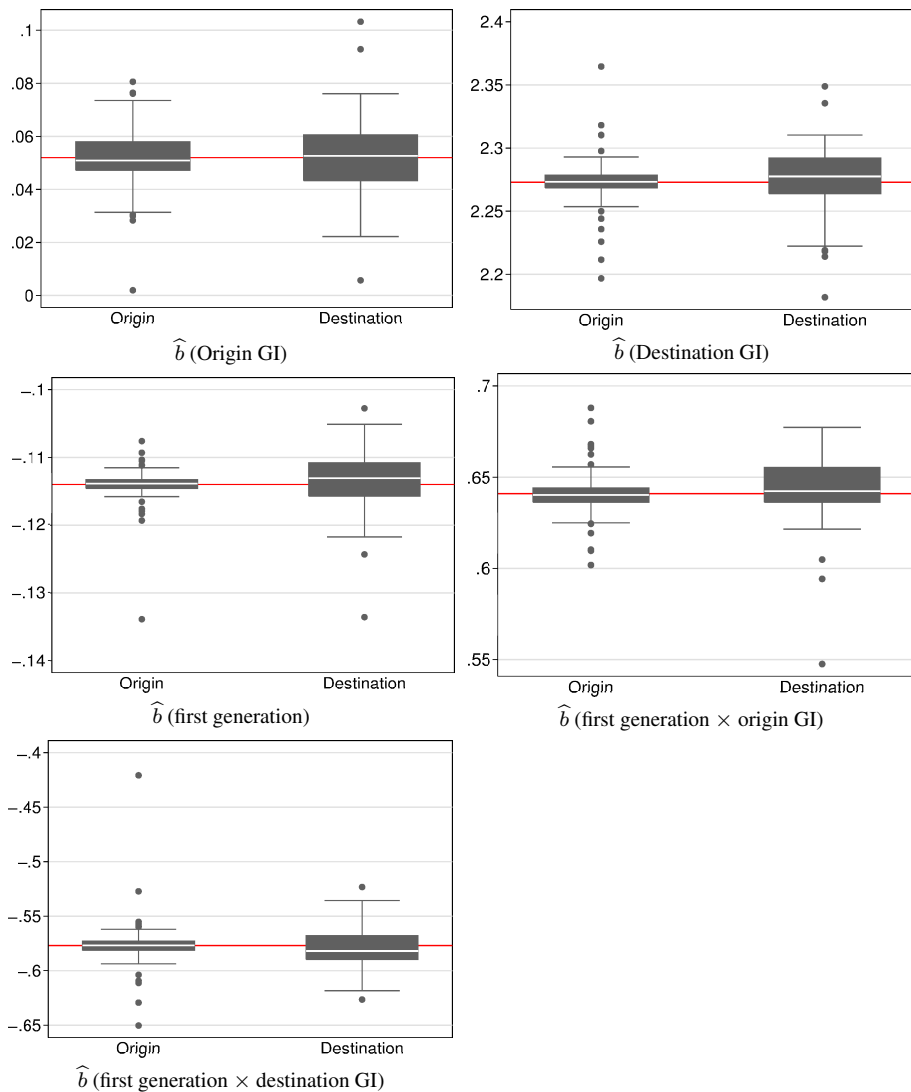 .1
.08
.06
.04
.02
0
Origin
Destination
b̂ (Origin GI)
2.4
2.35
2.3
2.25
2.2
Origin
Destination
b̂ (Destination GI)
−.1
−.11
−.12
−.13
−.14
Origin
Destination
b̂ (first generation)
.7
.65
.6
.55
Origin
Destination
b̂ (first generation × origin GI)
−.4
−.45
−.5
−.55
−.6
−.65
Origin
Destination
b̂ (first generation × destination GI)